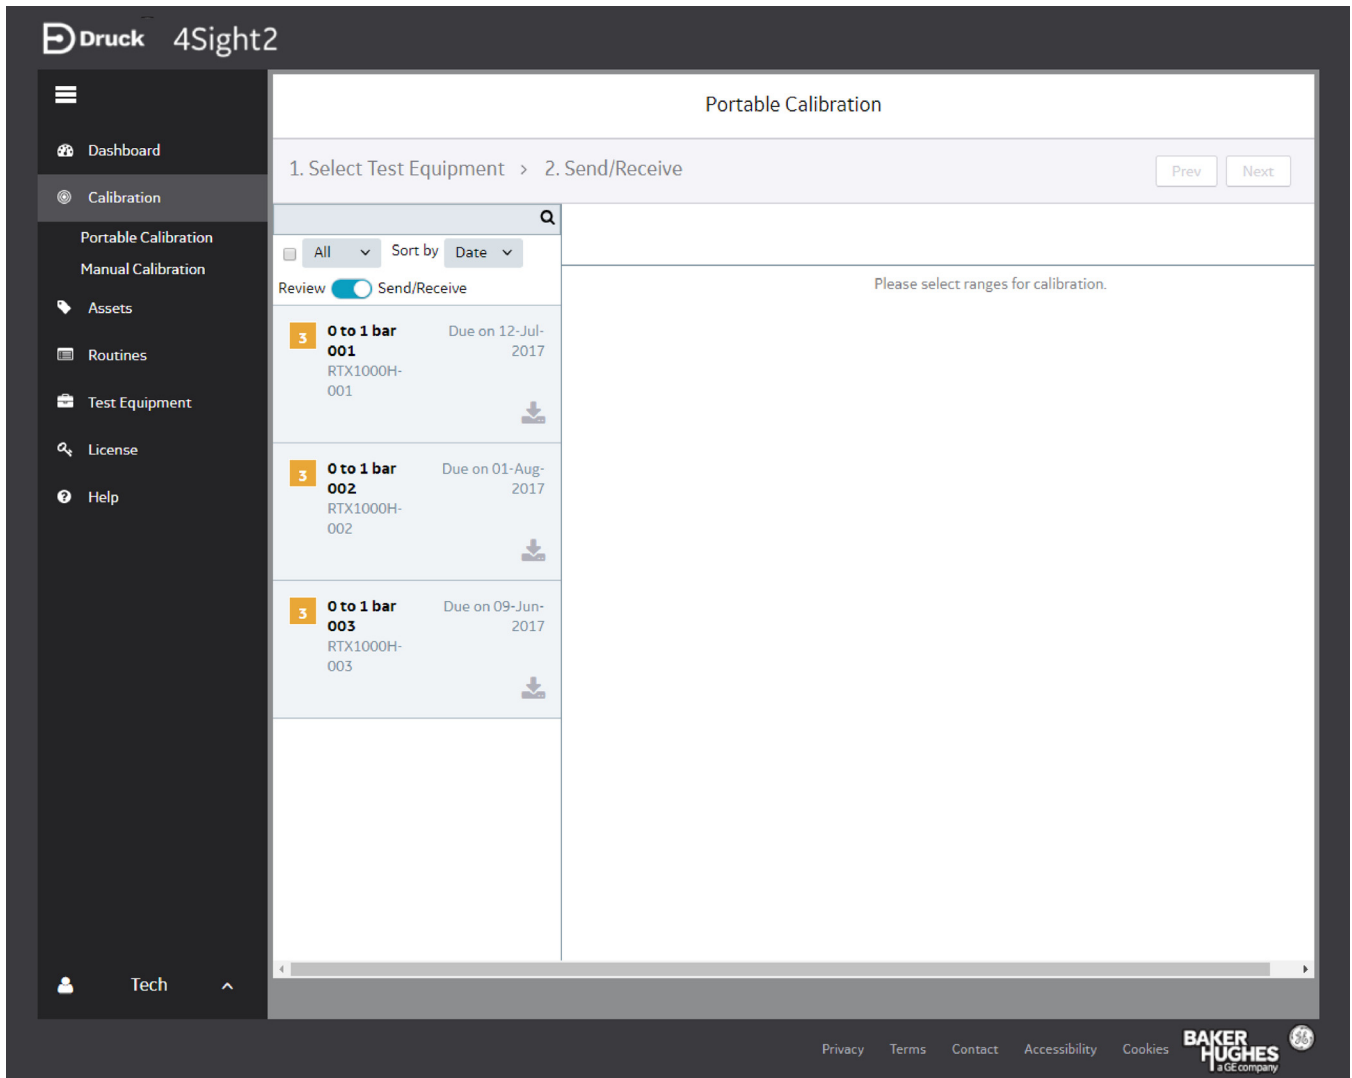 Druck 4Sight2
Portable Calibration
Dashboard
Calibration
Portable Calibration
Manual Calibration
Assets
Routines
Test Equipment
License
Help
Tech
1. Select Test Equipment > 2. Send/Receive
Prev Next
All Sort by Date
Review Send/Receive
3 0 to 1 bar Due on 12-Jul-
001 2017
RTX1000H-
001
3 0 to 1 bar Due on 01-Aug-
002 2017
RTX1000H-
002
3 0 to 1 bar Due on 09-Jun-
003 2017
RTX1000H-
003
Please select ranges for calibration.
Privacy Terms Contact Accessibility Cookies
BAKER
HUGHES
a GE company